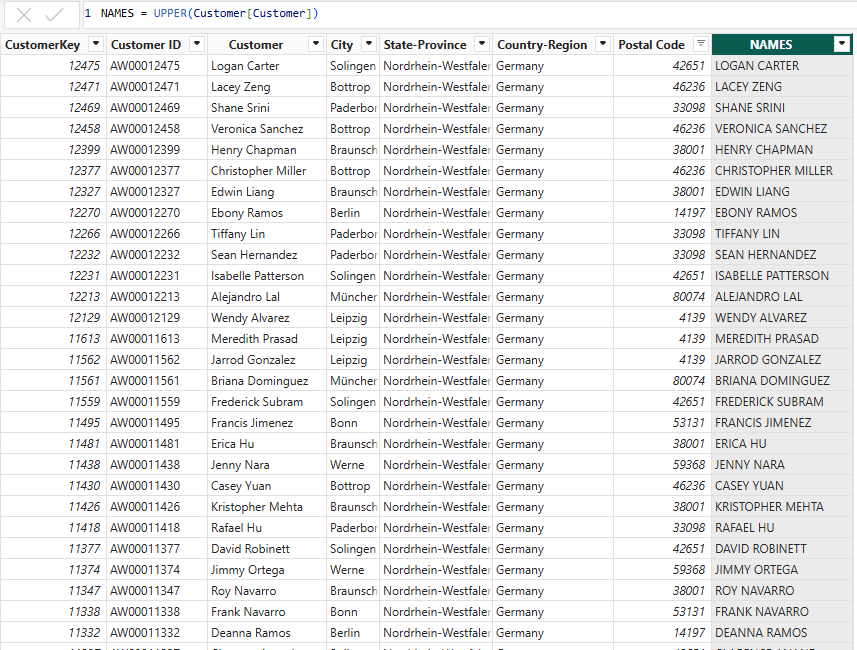 1 NAMES = UPPER(Customer[Customer])
CustomerKey Customer ID Customer City State-Province Country-Region Postal Code NAMES
12475 AW00012475 Logan Carter Solingen Nordrhein-Westfaler Germany 42651 LOGAN CARTER
12471 AW00012471 Lacey Zeng Bottrop Nordrhein-Westfaler Germany 46236 LACEY ZENG
12469 AW00012469 Shane Srini Paderbor Nordrhein-Westfaler Germany 33098 SHANE SRINI
12458 AW00012458 Veronica Sanchez Bottrop Nordrhein-Westfaler Germany 46236 VERONICA SANCHEZ
12399 AW00012399 Henry Chapman Braunsch Nordrhein-Westfaler Germany 38001 HENRY CHAPMAN
12377 AW00012377 Christopher Miller Bottrop Nordrhein-Westfaler Germany 46236 CHRISTOPHER MILLER
12327 AW00012327 Edwin Liang Braunsch Nordrhein-Westfaler Germany 38001 EDWIN LIANG
12270 AW00012270 Ebony Ramos Berlin Nordrhein-Westfaler Germany 14197 EBONY RAMOS
12266 AW00012266 Tiffany Lin Paderbor Nordrhein-Westfaler Germany 33098 TIFFANY LIN
12232 AW00012232 Sean Hernandez Paderbor Nordrhein-Westfaler Germany 33098 SEAN HERNANDEZ
12231 AW00012231 Isabelle Patterson Solingen Nordrhein-Westfaler Germany 42651 ISABELLE PATTERSON
12213 AW00012213 Alejandro Lal Müncher Nordrhein-Westfaler Germany 80074 ALEJANDRO LAL
12129 AW00012129 Wendy Alvarez Leipzig Nordrhein-Westfaler Germany 4139 WENDY ALVAREZ
11613 AW00011613 Meredith Prasad Leipzig Nordrhein-Westfaler Germany 4139 MEREDITH PRASAD
11562 AW00011562 Jarrod Gonzalez Leipzig Nordrhein-Westfaler Germany 4139 JARROD GONZALEZ
11561 AW00011561 Briana Dominguez Müncher Nordrhein-Westfaler Germany 80074 BRIANA DOMINGUEZ
11559 AW00011559 Frederick Subram Solingen Nordrhein-Westfaler Germany 42651 FREDERICK SUBRAM
11495 AW00011495 Francis Jimenez Bonn Nordrhein-Westfaler Germany 53131 FRANCIS JIMENEZ
11481 AW00011481 Erica Hu Braunsch Nordrhein-Westfaler Germany 38001 ERICA HU
11438 AW00011438 Jenny Nara Werne Nordrhein-Westfaler Germany 59368 JENNY NARA
11430 AW00011430 Casey Yuan Bottrop Nordrhein-Westfaler Germany 46236 CASEY YUAN
11426 AW00011426 Kristopher Mehta Braunsch Nordrhein-Westfaler Germany 38001 KRISTOPHER MEHTA
11418 AW00011418 Rafael Hu Paderbor Nordrhein-Westfaler Germany 33098 RAFAEL HU
11377 AW00011377 David Robinett Solingen Nordrhein-Westfaler Germany 42651 DAVID ROBINETT
11374 AW00011374 Jimmy Ortega Werne Nordrhein-Westfaler Germany 59368 JIMMY ORTEGA
11347 AW00011347 Roy Navarro Braunsch Nordrhein-Westfaler Germany 38001 ROY NAVARRO
11338 AW00011338 Frank Navarro Bonn Nordrhein-Westfaler Germany 53131 FRANK NAVARRO
11332 AW00011332 Deanna Ramos Berlin Nordrhein-Westfaler Germany 14197 DEANNA RAMOS